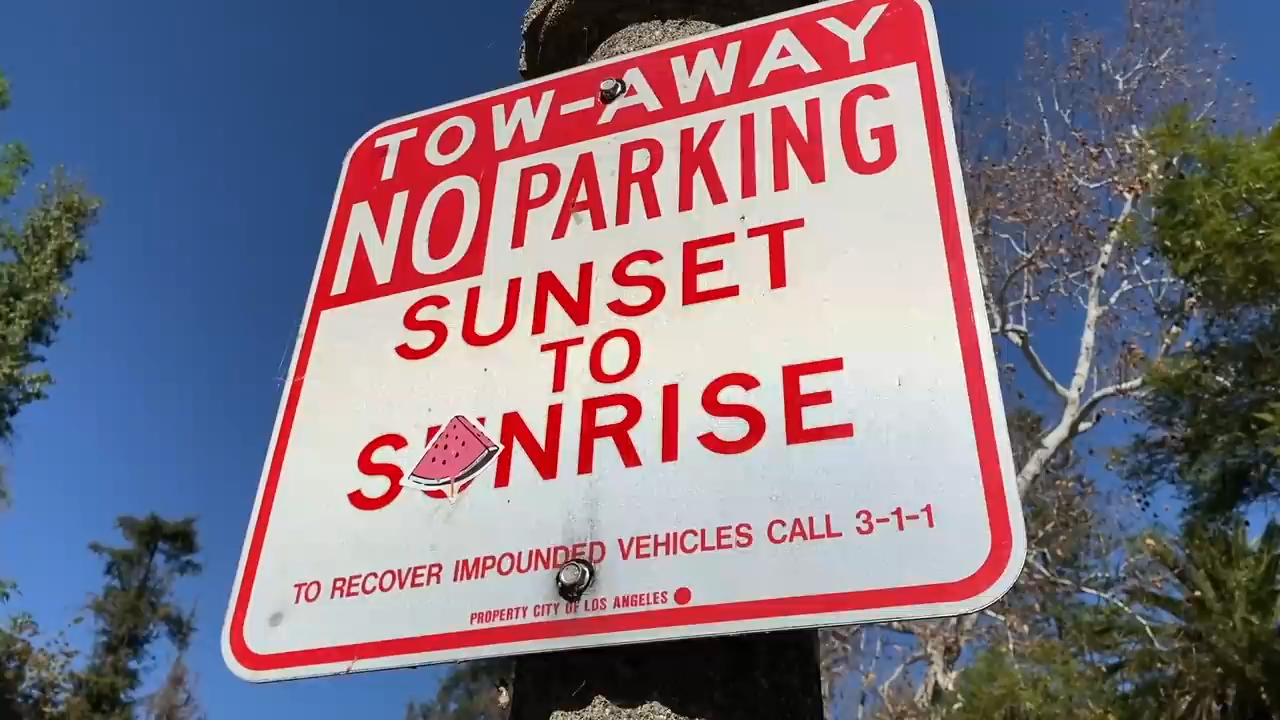 TOW-AWAY
NO PARKING
SUNSET
TO
SUNRISE
TO RECOVER IMPOUNDED VEHICLES CALL 3-1-1
PROPERTY CITY OF LOS ANGELES